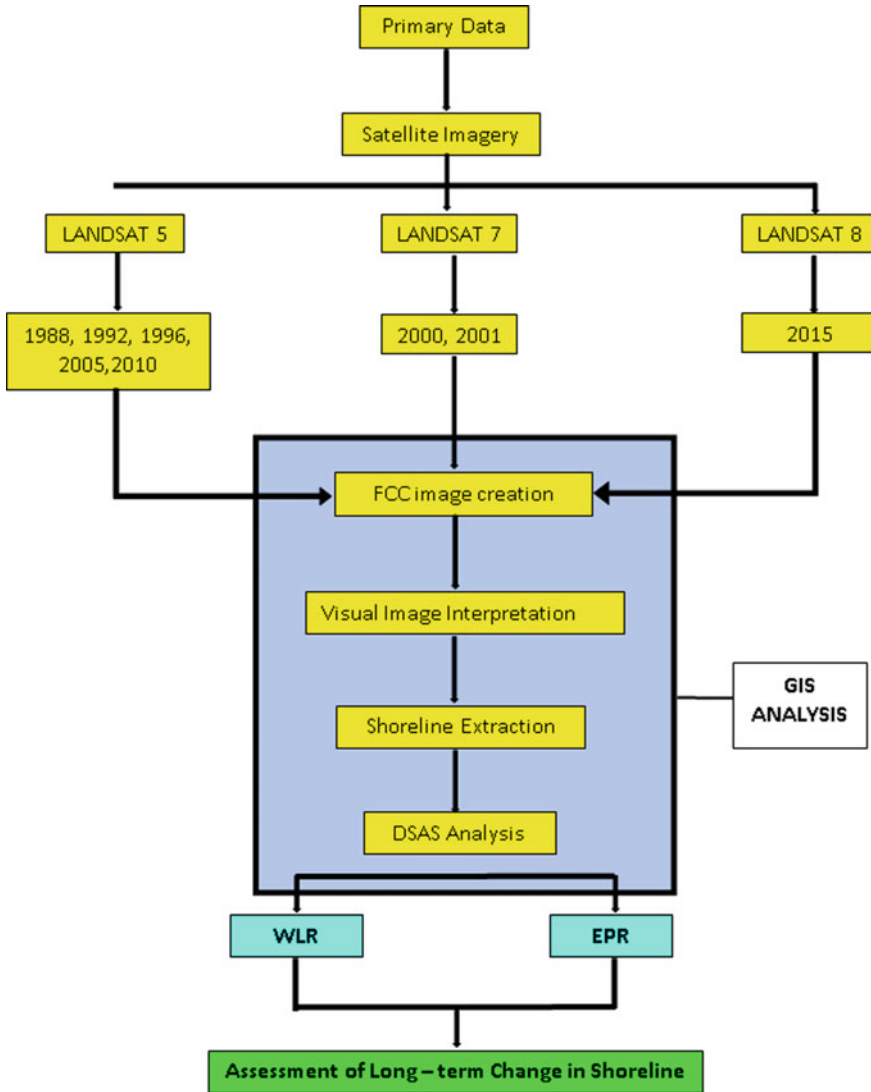 Primary Data
Satellite Imagery
LANDSAT 5
LANDSAT 7
LANDSAT 8
1988, 1992, 1996,
2005,2010
2000, 2001
2015
FCC image creation
Visual Image Interpretation
Shoreline Extraction
DSAS Analysis
GIS
ANALYSIS
WLR
EPR
Assessment of Long – term Change in Shoreline